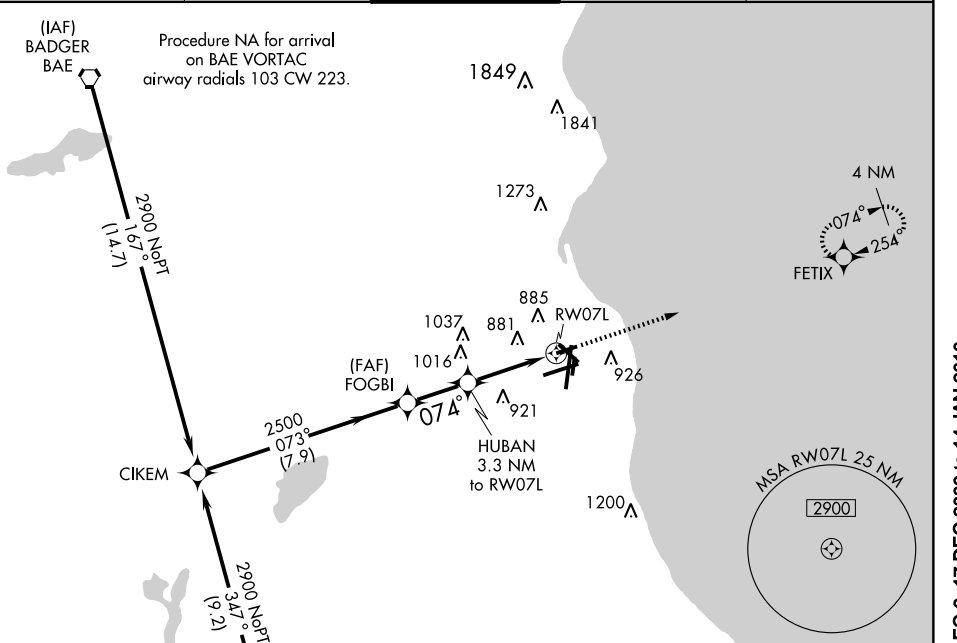 (IAF)
BADGER
BAE
Procedure NA for arrival
on BAE VORTAC
airway radials 103 CW 223.
1849
1841
4 NM
1273
074°
254°
FETIX
2900 NoPT
167°
(14.7)
885
RW07L
1037
881
1016
(FAF)
FOGBI
926
074°
921
2500
073°
(7.9)
HUBAN
3.3 NM
to RW07L
CIKEM
MSA RW07L 25 NM
2900
1200
2900 NoPT
347°
(9.2)